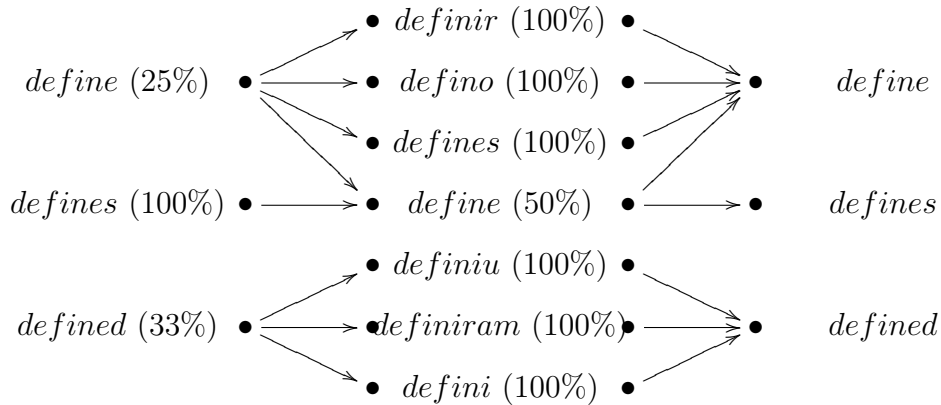 definir (100%)
define (25%) defino (100%) define
defines (100%)
defines (100%) define (50%) defines
definiu (100%)
defined (33%) definiram (100%) defined
defini (100%)